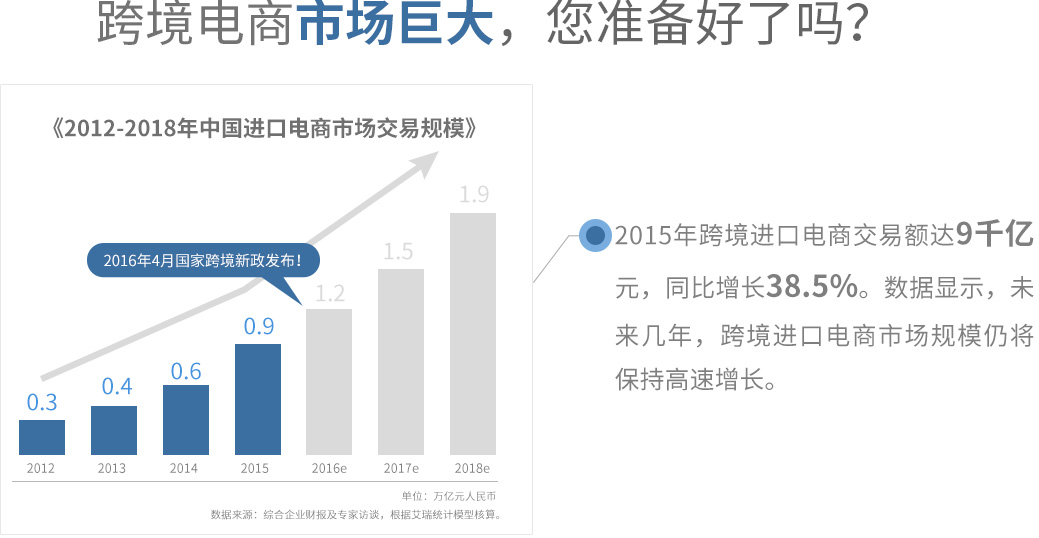 跨境电商市场巨大，您准备好了吗？
《2012-2018年中国进口电商市场交易规模》
1.9
1.5
2016年4月国家跨境新政发布！
1.2
0.9
0.6
0.4
0.3
2012 2013 2014 2015 2016e 2017e 2018e
单位：万亿元人民币
数据来源：综合企业财报及专家访谈，根据艾瑞统计模型核算。
2015年跨境进口电商交易额达9千亿
元，同比增长38.5%。数据显示，未
来几年，跨境进口电商市场规模仍将
保持高速增长。